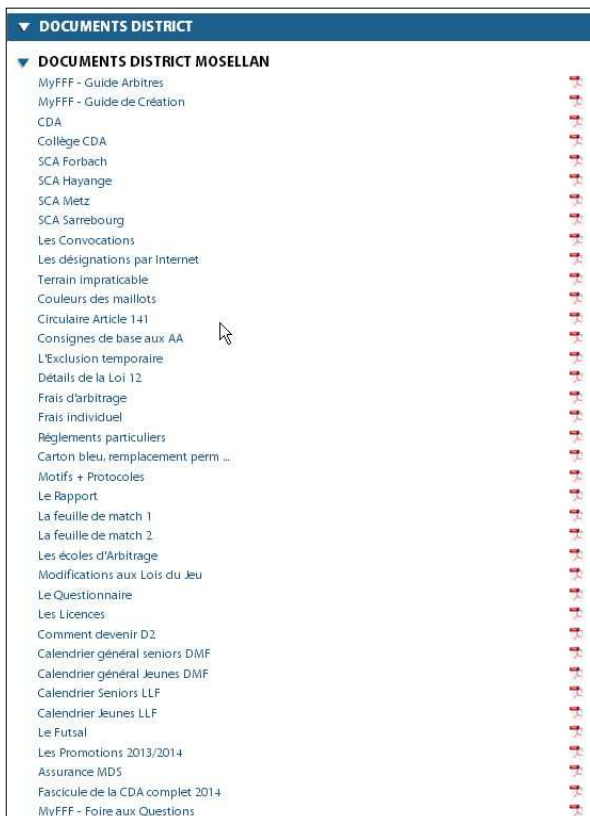 DOCUMENTS DISTRICT
DOCUMENTS DISTRICT MOSELLAN
MyFFF - Guide Arbitres
MyFFF - Guide de Création
CDA
Collège CDA
SCA Forbach
SCA Hayange
SCA Metz
SCA Sarrebourg
Les Convocations
Les désignations par Internet
Terrain impraticable
Couleurs des maillots
Circulaire Article 141
Consignes de base aux AA
L'Exclusion temporaire
Détails de la Loi 12
Frais d'arbitrage
Frais individuel
Réglements particuliers
Carton bleu, remplacement perm ...
Motifs + Protocoles
Le Rapport
La feuille de match 1
La feuille de match 2
Les écoles d'Arbitrage
Modifications aux Lois du Jeu
Le Questionnaire
Les Licences
Comment devenir D2
Calendrier général seniors DMF
Calendrier général Jeunes DMF
Calendrier Seniors LLF
Calendrier Jeunes LLF
Le Futsal
Les Promotions 2013/2014
Assurance MDS
Fascicule de la CDA complet 2014
MyFFF - Foire aux Questions